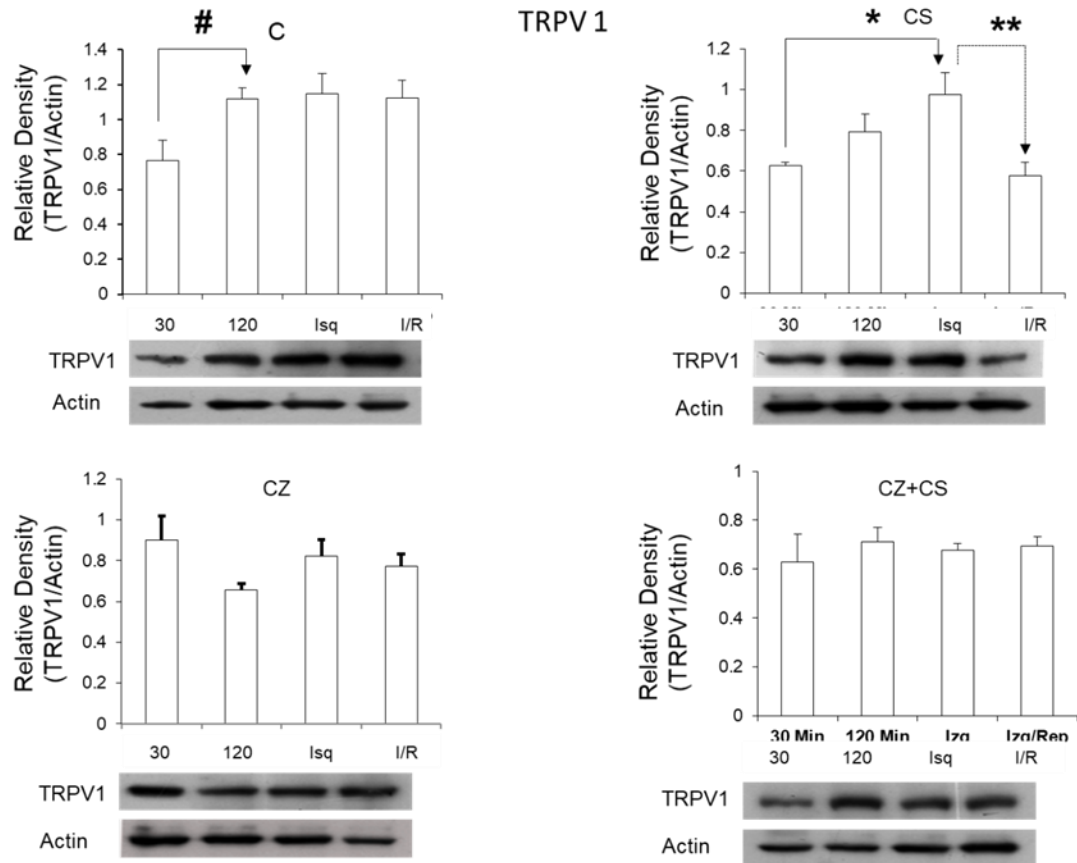 TRPV 1
# C
Relative Density
(TRPV1/Actin)
1.4
1.2
1
0.8
0.6
0.4
0.2
0
30 120 Isq I/R
TRPV1
Actin
* CS **
Relative Density
(TRPV1/Actin)
1.2
1
0.8
0.6
0.4
0.2
0
30 120 Isq I/R
TRPV1
Actin
CZ
Relative Density
(TRPV1/Actin)
1.2
1
0.8
0.6
0.4
0.2
0
30 120 Isq I/R
TRPV1
Actin
CZ+CS
Relative Density
(TRPV1/Actin)
1
0.8
0.6
0.4
0.2
0
30 Min 120 Min Izq Izq/Rep
30 120 Isq I/R
TRPV1
Actin